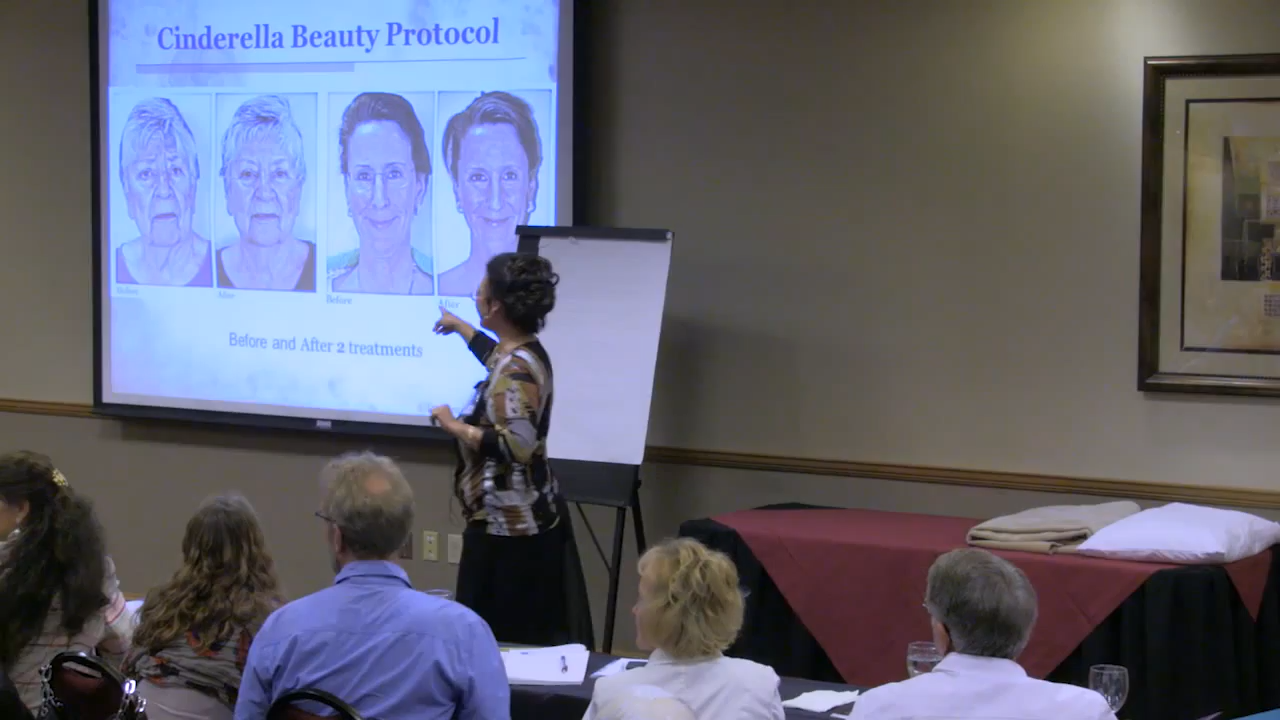 Cinderella Beauty Protocol
Before
After
Before
After
Before and After 2 treatments